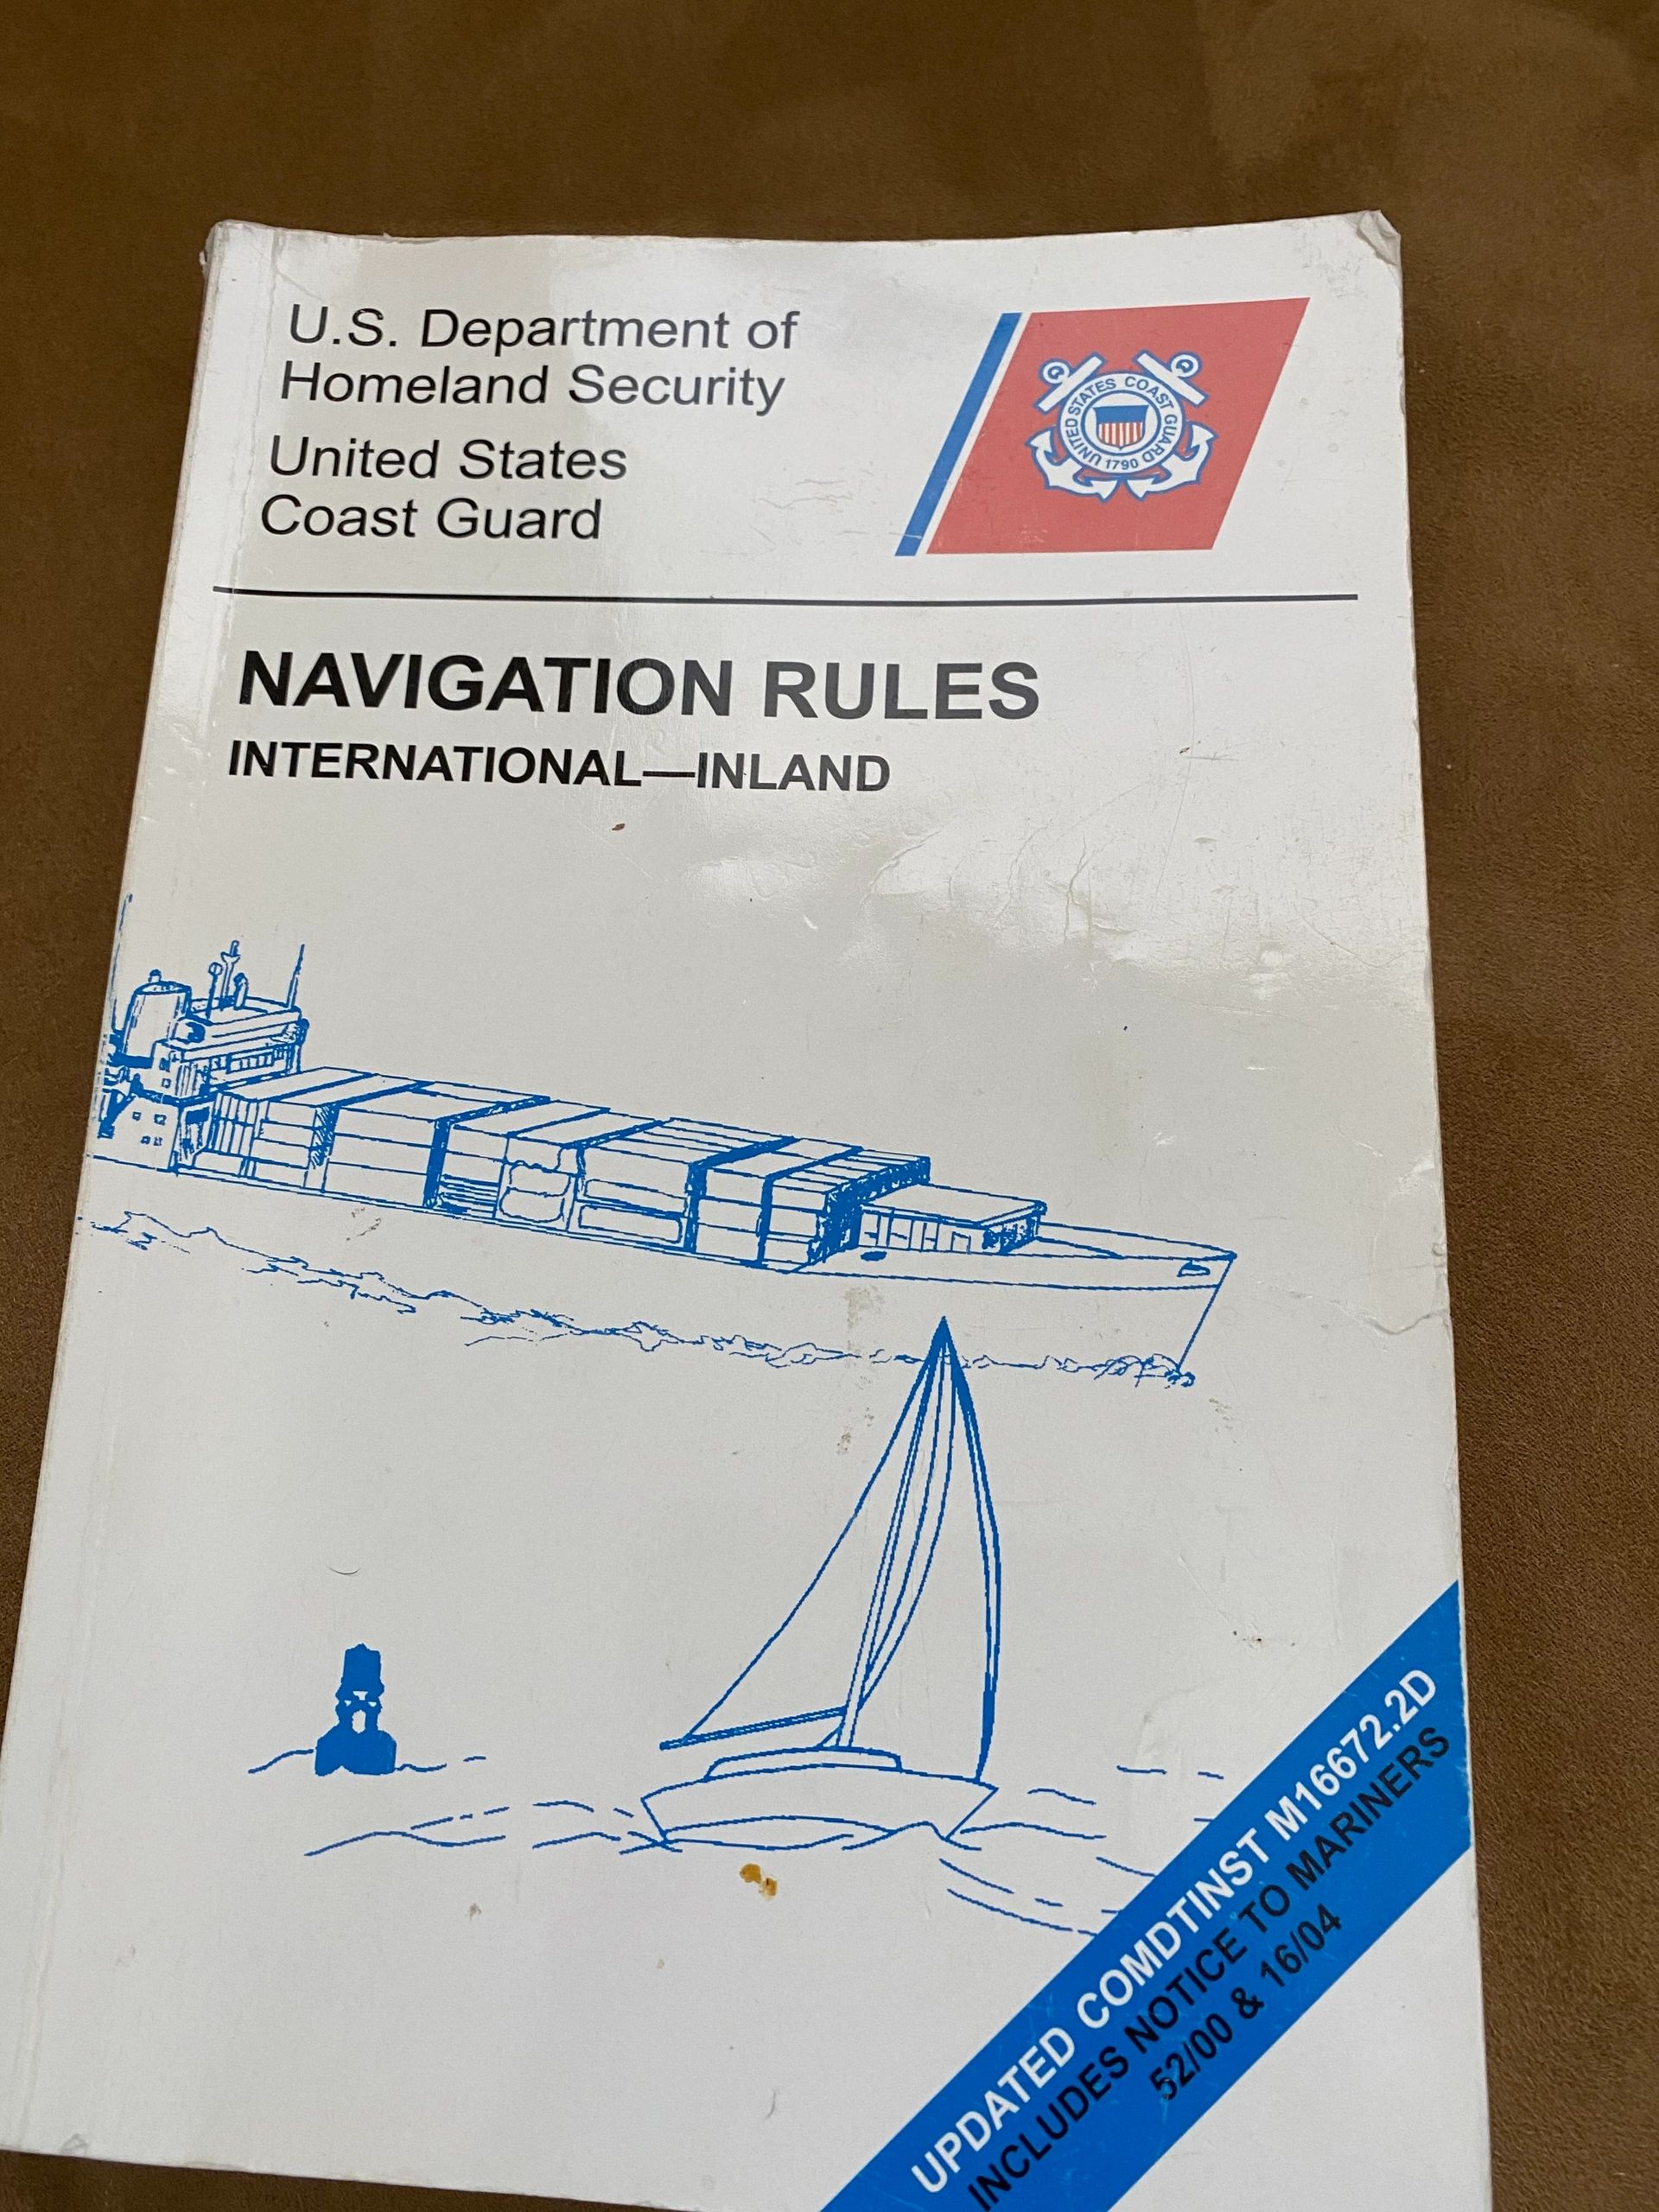 U.S. Department of
Homeland Security
United States
Coast Guard
UNITED STATES COAST GUARD
1790
NAVIGATION RULES
INTERNATIONAL—INLAND
UPDATED COMDTINST M16672.2D
INCLUDES NOTICE TO MARINERS
52/00 & 16/04